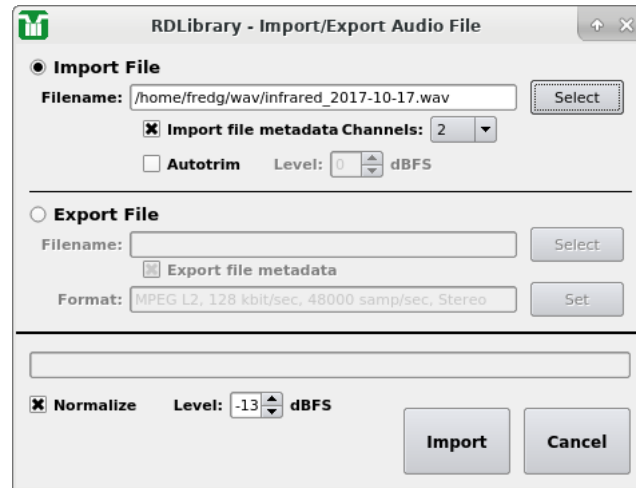 RDLibrary - Import/Export Audio File
Import File
Filename: /home/fredg/wav/infrared_2017-10-17.wav Select
Import file metadata Channels: 2
Autotrim Level: 0 dBFS
Export File
Filename: Select
Export file metadata
Format: MPEG L2, 128 kbit/sec, 48000 samp/sec, Stereo Set
Normalize Level: -13 dBFS
Import Cancel